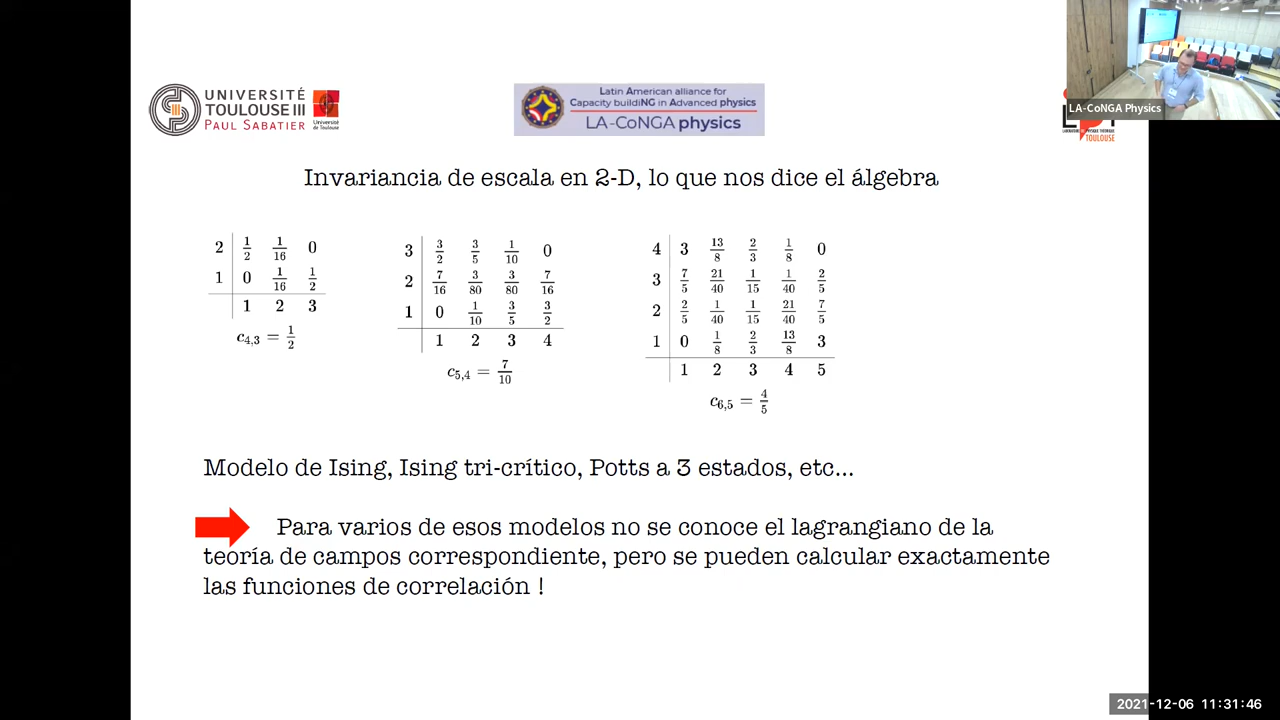 UNIVERSITÉ
TOULOUSE III
PAUL SABATIER
Université
de Toulouse
Latin American alliance for
Capacity buildiNG in Advanced physics
LA-CoNGA physics
LA-CoNGA Physics
TOULOUSE
Invariancia de escala en 2-D, lo que nos dice el álgebra
2 | 1/2 1/16 0
1 | 0 1/16 1/2
1 2 3
c4,3 = 1/2
3 | 3/2 3/5 1/10 0
2 | 7/16 3/80 3/80 7/16
1 | 0 1/10 3/5 3/2
1 2 3 4
c5,4 = 7/10
4 | 3 13/8 2/3 1/8 0
3 | 7/5 21/40 1/15 1/40 2/5
2 | 2/5 1/40 1/15 21/40 7/5
1 | 0 1/8 2/3 13/8 3
1 2 3 4 5
c6,5 = 4/5
Modelo de Ising, Ising tri-crítico, Potts a 3 estados, etc...
Para varios de esos modelos no se conoce el lagrangiano de la
teoría de campos correspondiente, pero se pueden calcular exactamente
las funciones de correlación !
2021-12-06 11:31:46